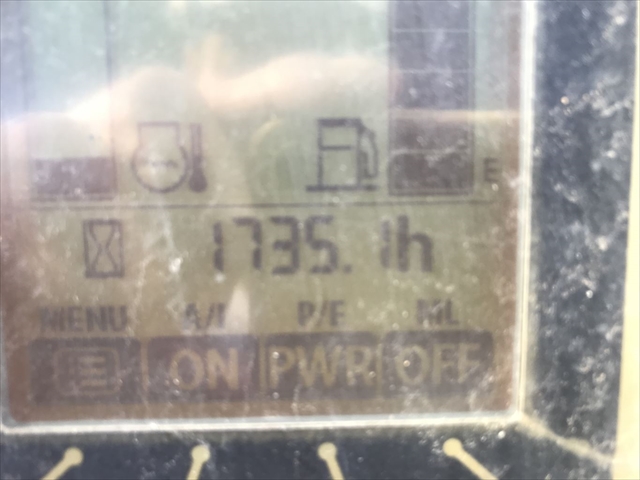 E
1735.1h
MENU A/I P/E ML
ON PWR OFF